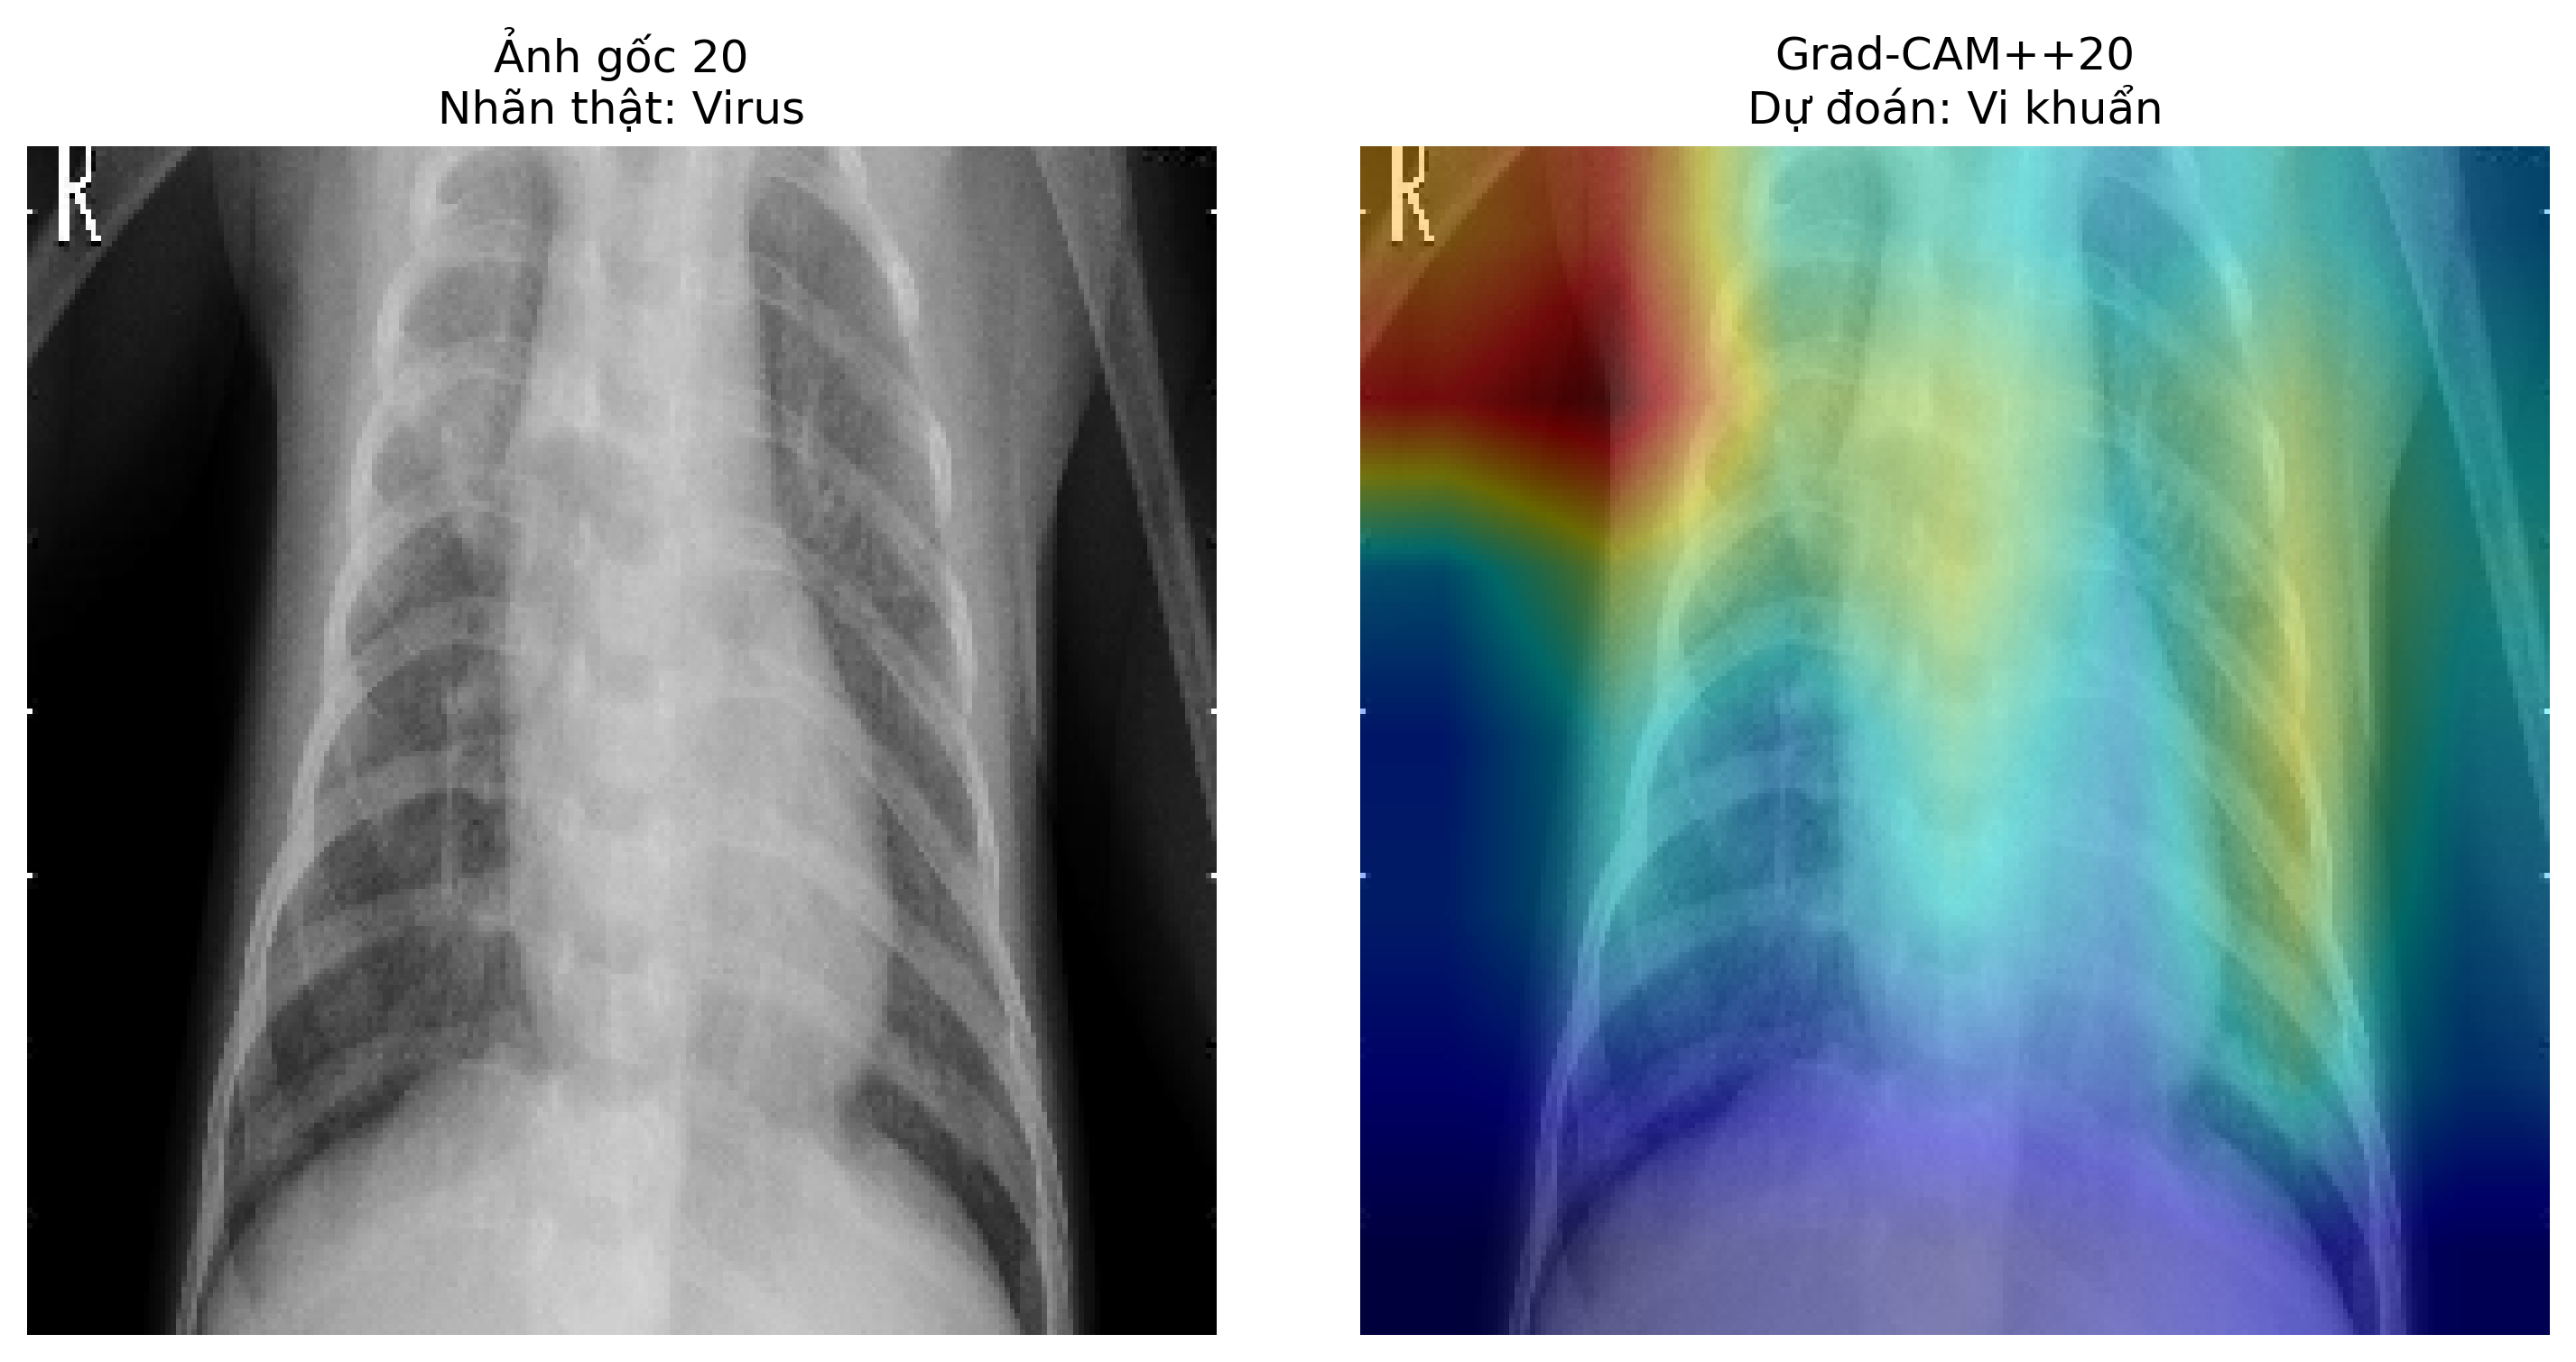 Ảnh gốc 20
Nhãn thật: Virus
Grad-CAM++20
Dự đoán: Vi khuẩn
R
R